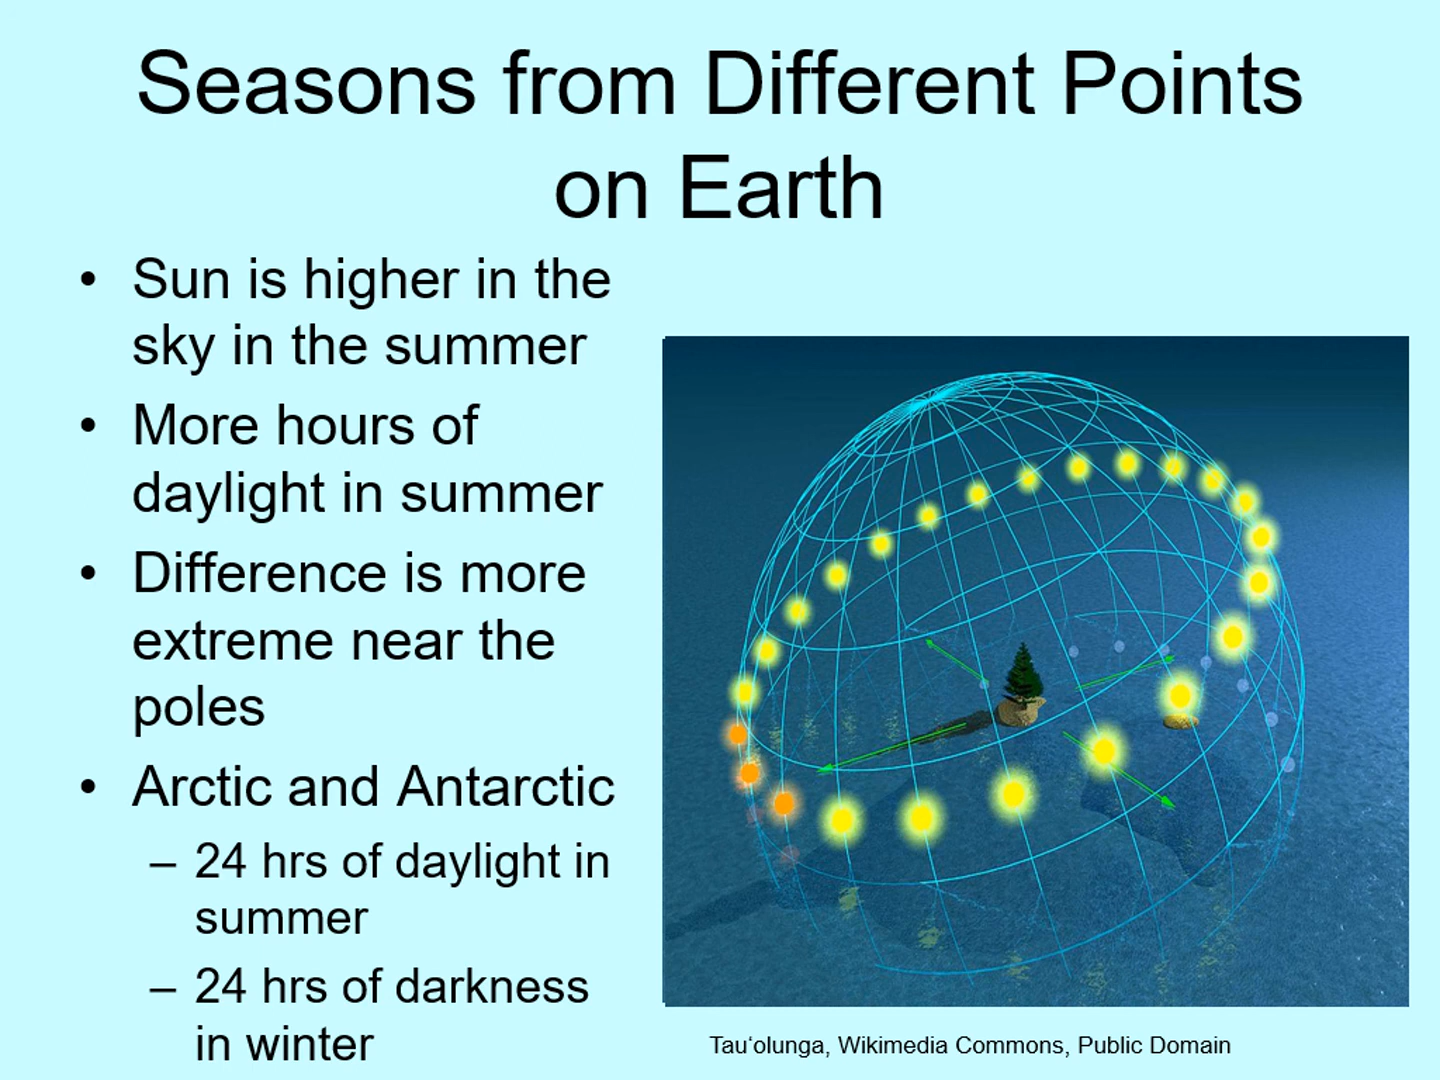 Seasons from Different Points
on Earth
• Sun is higher in the
sky in the summer
• More hours of
daylight in summer
• Difference is more
extreme near the
poles
• Arctic and Antarctic
– 24 hrs of daylight in
summer
– 24 hrs of darkness
in winter
Tauʻolunga, Wikimedia Commons, Public Domain